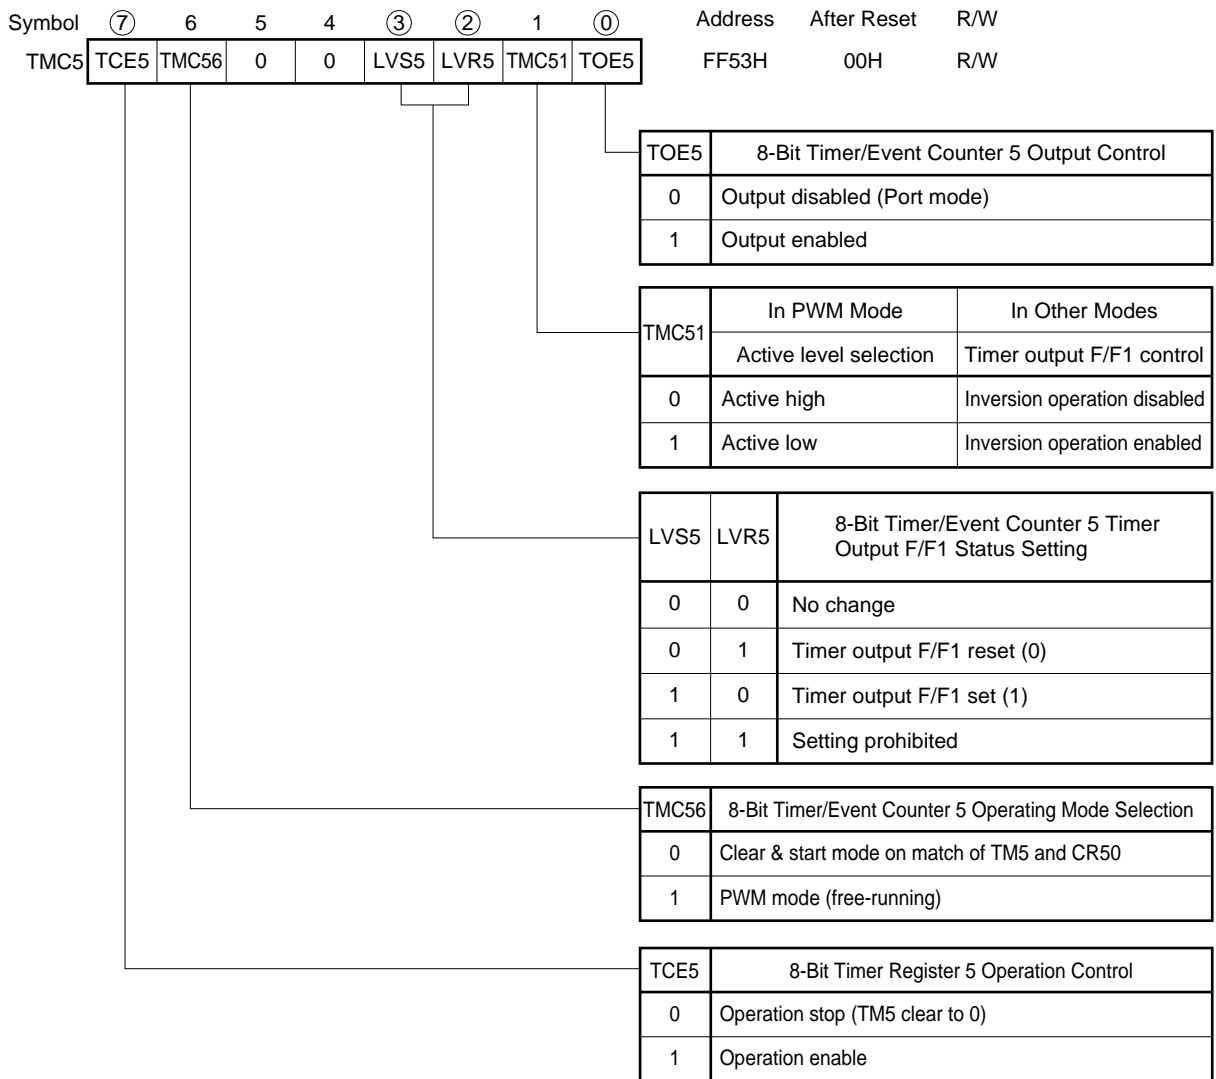 Symbol ⑦ 6 5 4 ③ ② 1 ⓪ Address After Reset R/W
TMC5 TCE5 TMC56 0 0 LVS5 LVR5 TMC51 TOE5 FF53H 00H R/W
TOE5 8-Bit Timer/Event Counter 5 Output Control
0 Output disabled (Port mode)
1 Output enabled
TMC51 In PWM Mode In Other Modes
Active level selection Timer output F/F1 control
0 Active high Inversion operation disabled
1 Active low Inversion operation enabled
LVS5 LVR5 8-Bit Timer/Event Counter 5 Timer
Output F/F1 Status Setting
0 0 No change
0 1 Timer output F/F1 reset (0)
1 0 Timer output F/F1 set (1)
1 1 Setting prohibited
TMC56 8-Bit Timer/Event Counter 5 Operating Mode Selection
0 Clear & start mode on match of TM5 and CR50
1 PWM mode (free-running)
TCE5 8-Bit Timer Register 5 Operation Control
0 Operation stop (TM5 clear to 0)
1 Operation enable